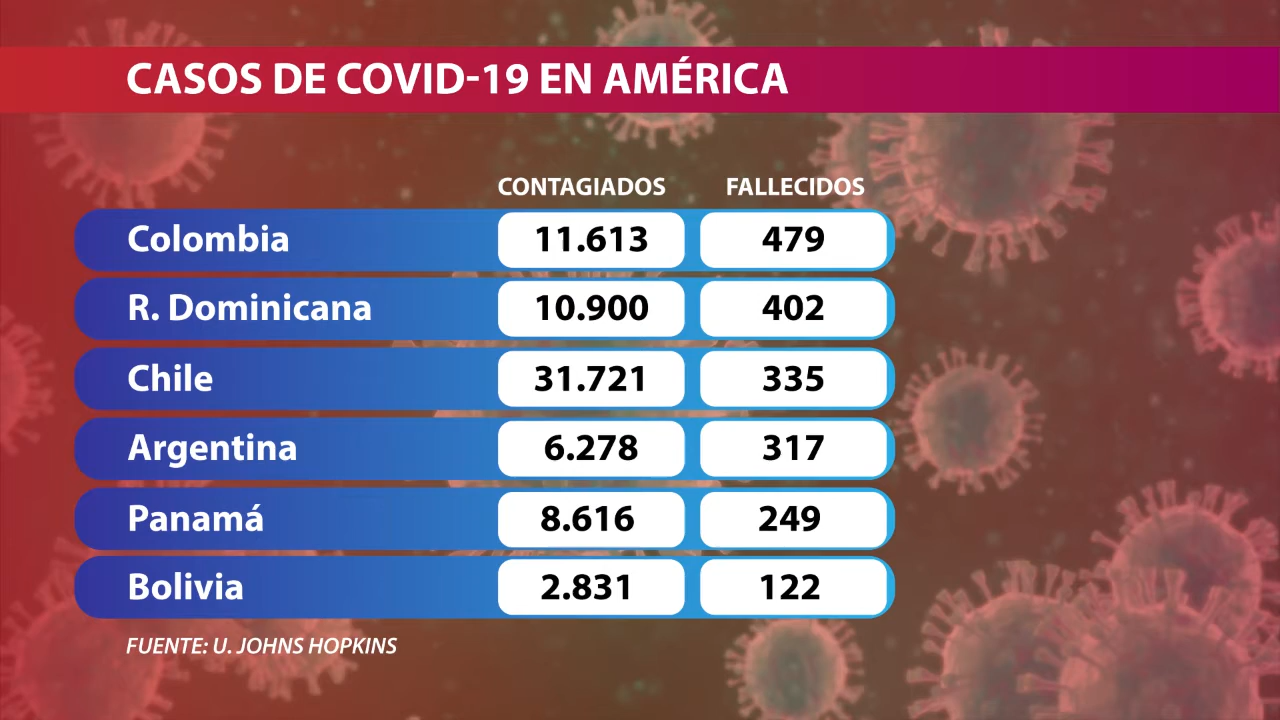 CASOS DE COVID-19 EN AMÉRICA
CONTAGIADOS FALLECIDOS
Colombia 11.613 479
R. Dominicana 10.900 402
Chile 31.721 335
Argentina 6.278 317
Panamá 8.616 249
Bolivia 2.831 122
FUENTE: U. JOHNS HOPKINS